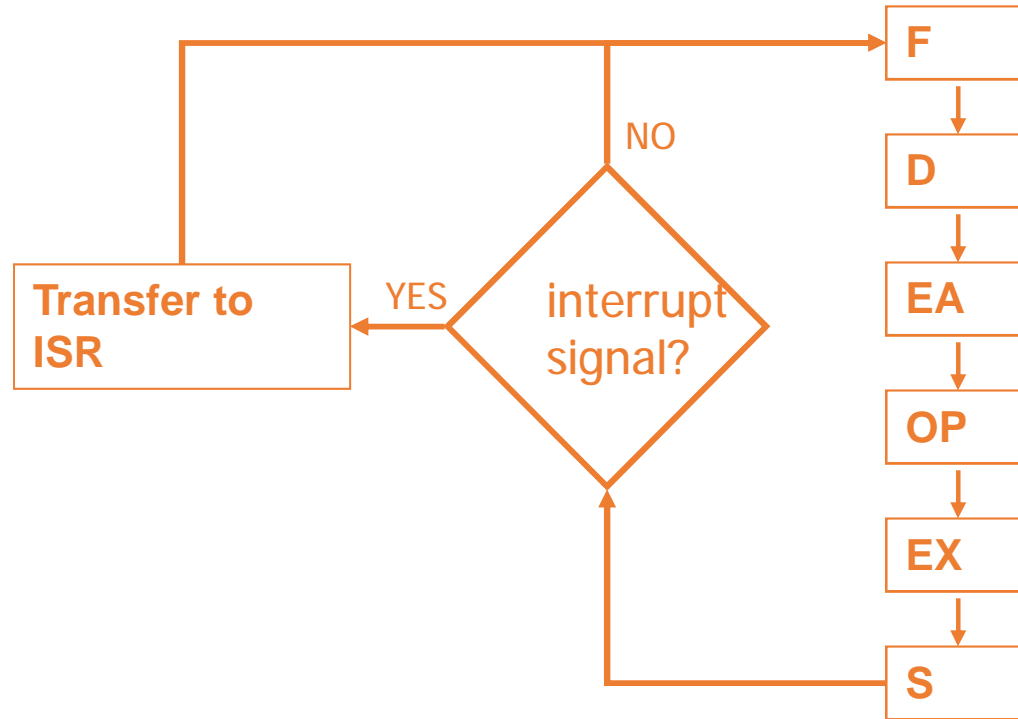 F
NO
D
Transfer to
ISR
YES
interrupt
signal?
EA
OP
EX
S